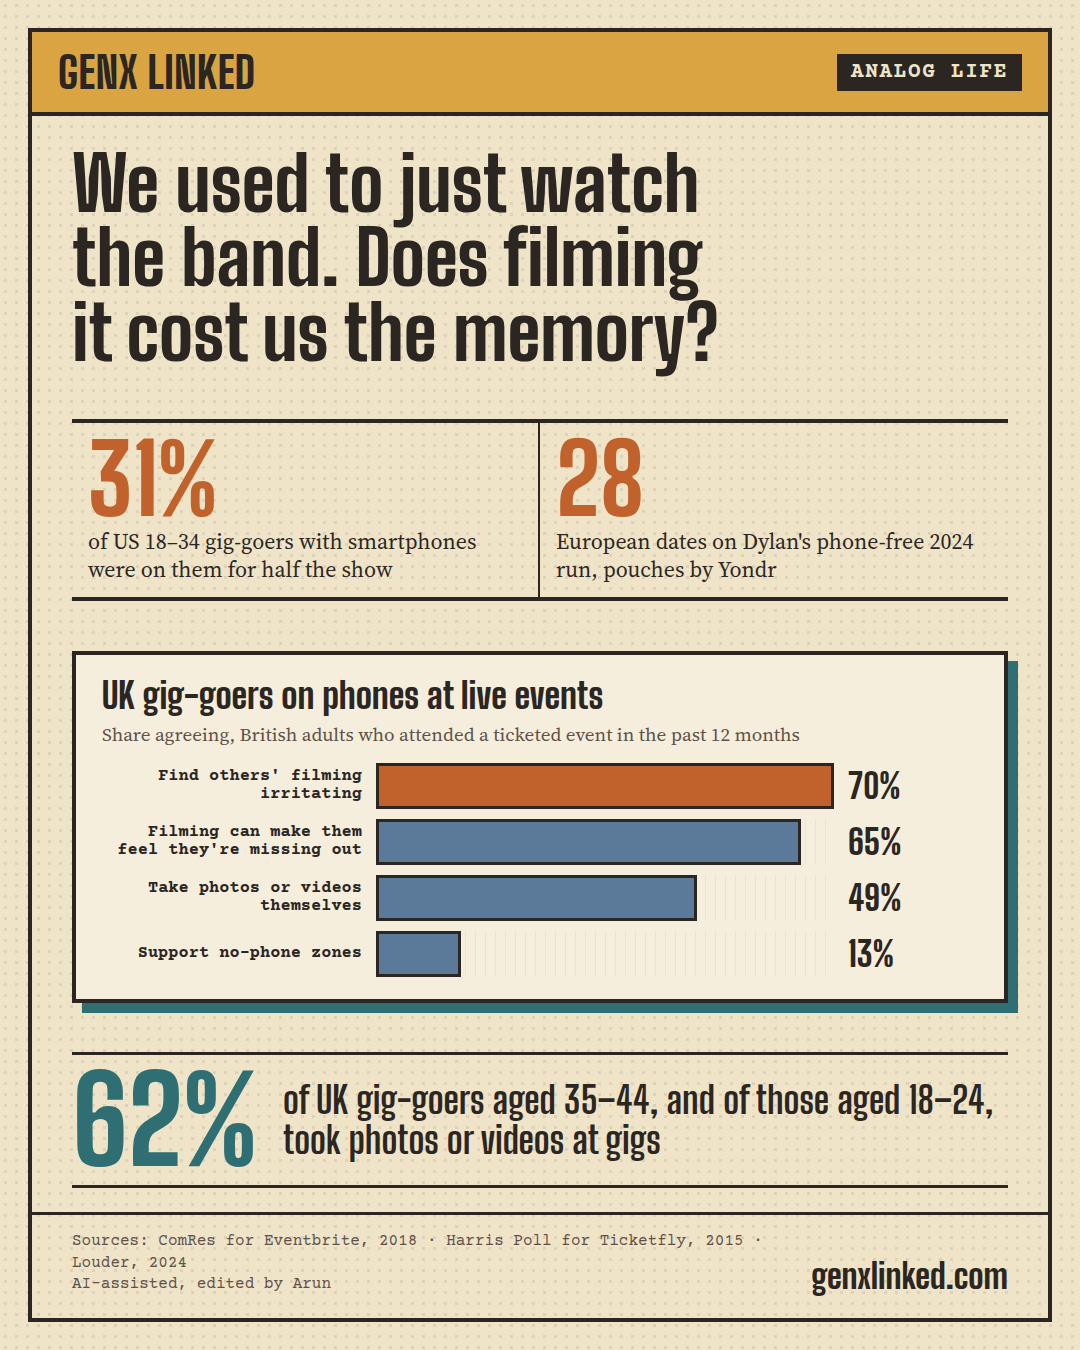 GENX LINKED
ANALOG LIFE
We used to just watch
the band. Does filming
it cost us the memory?
31%
of US 18–34 gig-goers with smartphones
were on them for half the show
28
European dates on Dylan's phone-free 2024
run, pouches by Yondr
UK gig-goers on phones at live events
Share agreeing, British adults who attended a ticketed event in the past 12 months
Find others' filming
irritating
70%
Filming can make them
feel they're missing out
65%
Take photos or videos
themselves
49%
Support no-phone zones
13%
62%
of UK gig-goers aged 35–44, and of those aged 18–24,
took photos or videos at gigs
Sources: ComRes for Eventbrite, 2018 · Harris Poll for Ticketfly, 2015 ·
Louder, 2024
AI-assisted, edited by Arun
genxlinked.com